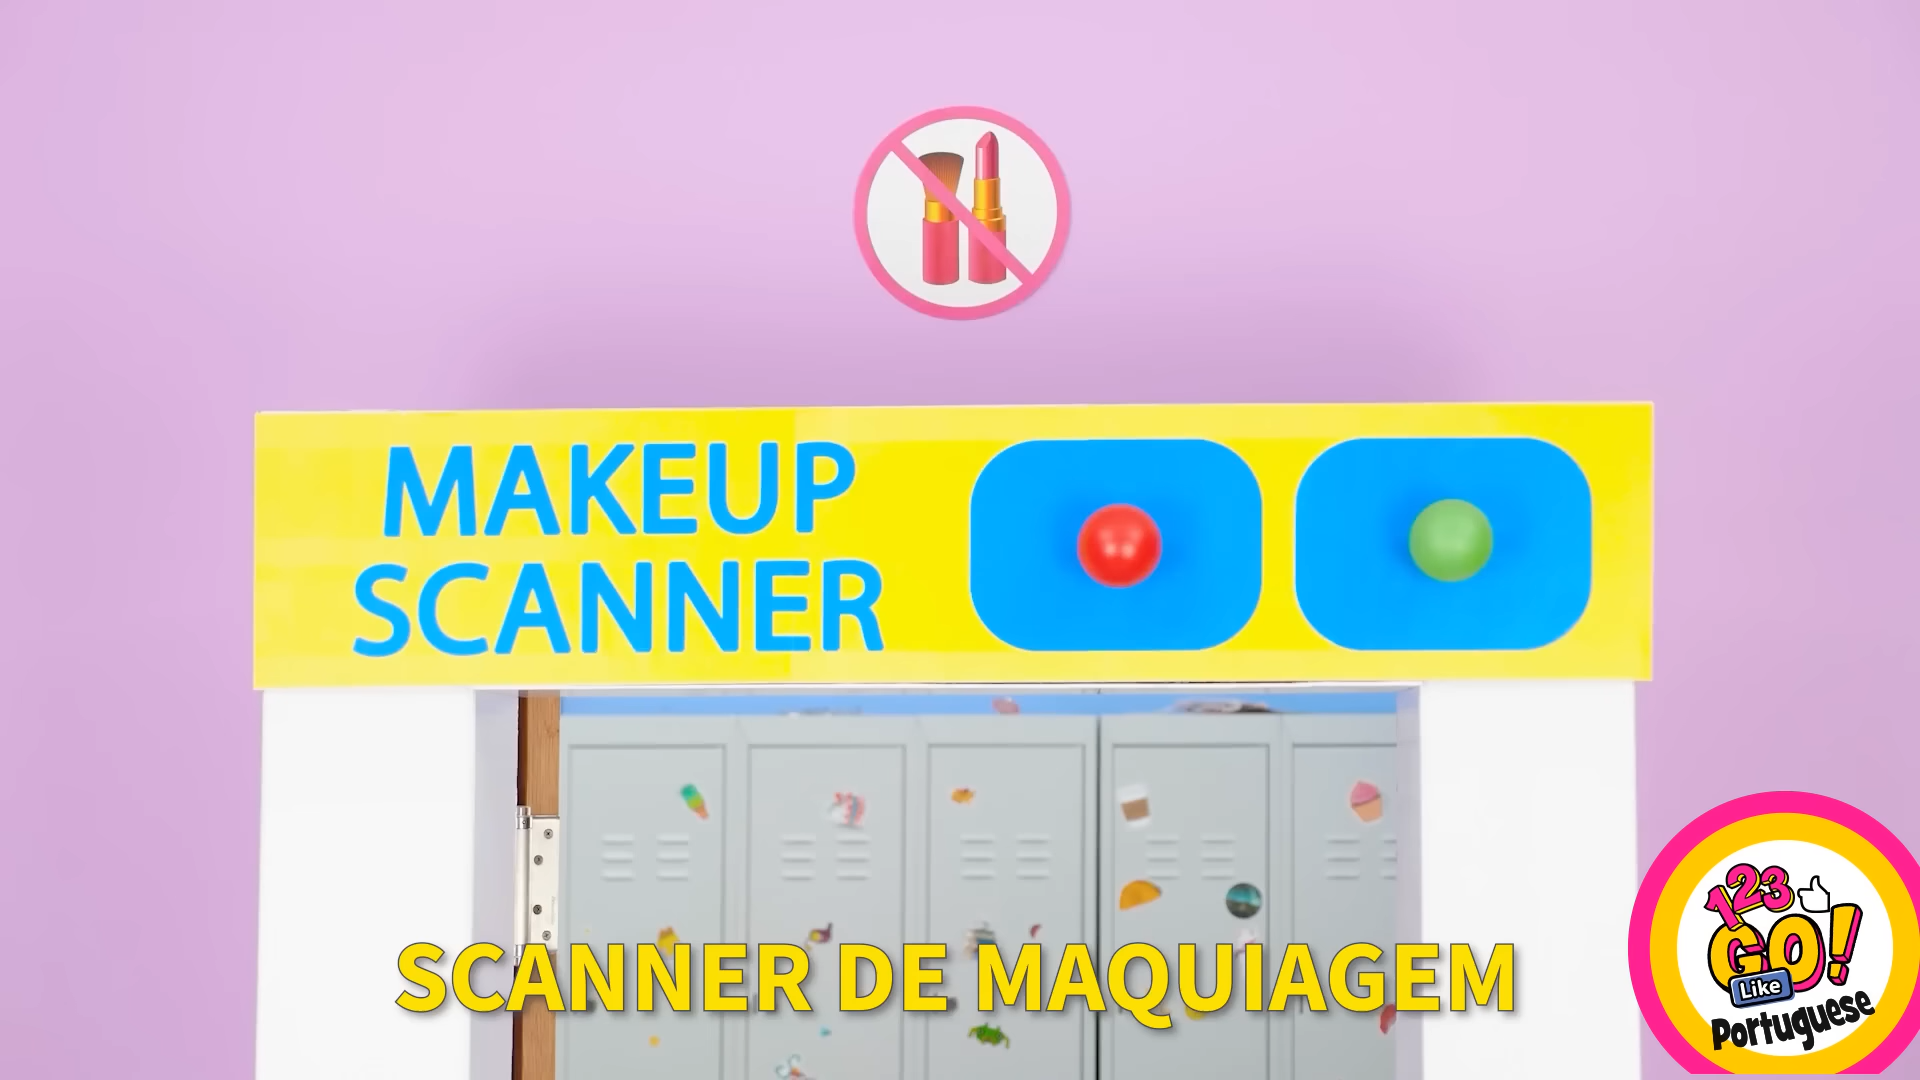 MAKEUP
SCANNER
SCANNER DE MAQUIAGEM
123
GO!
Like
Portuguese